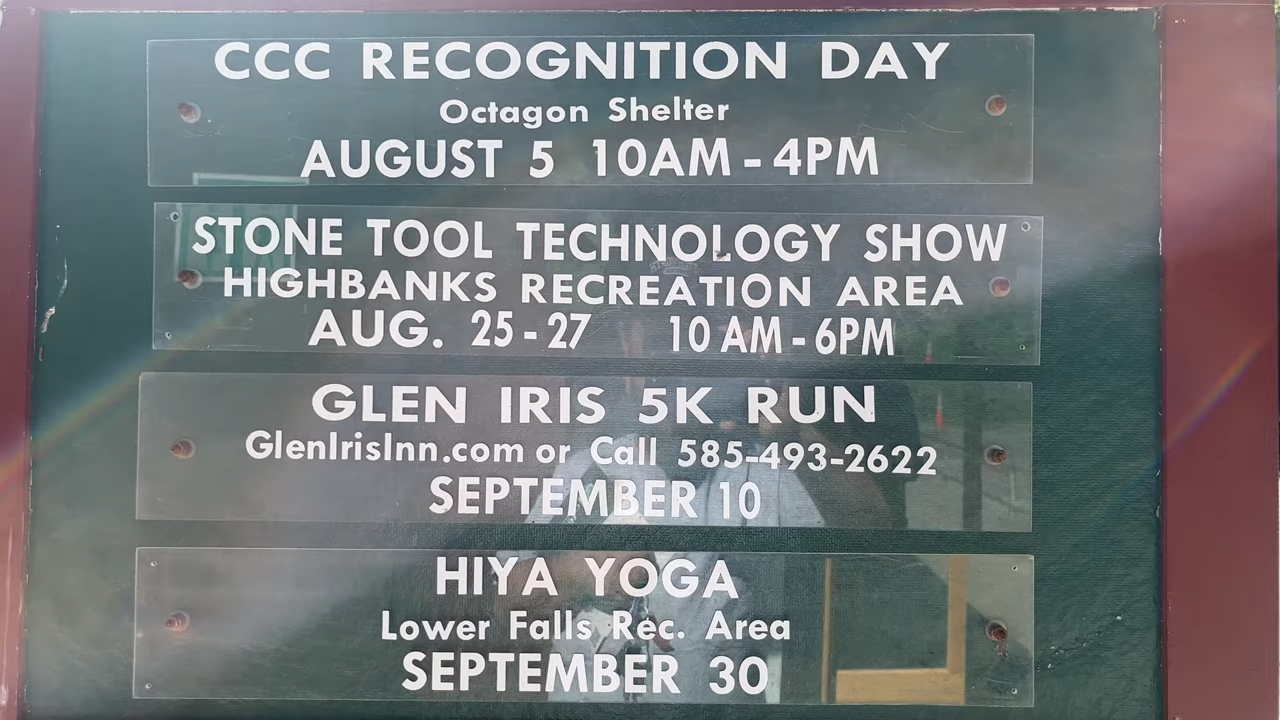 CCC RECOGNITION DAY
Octagon Shelter
AUGUST 5 10AM - 4PM
STONE TOOL TECHNOLOGY SHOW
HIGHBANKS RECREATION AREA
AUG. 25 - 27 10 AM - 6PM
GLEN IRIS 5K RUN
GlenIrisInn.com or Call 585-493-2622
SEPTEMBER 10
HIYA YOGA
Lower Falls Rec. Area
SEPTEMBER 30